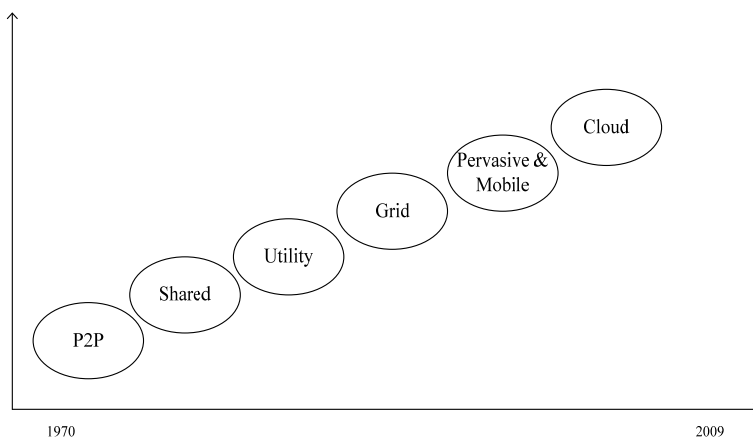 Cloud
Pervasive &
Mobile
Grid
Utility
Shared
P2P
1970
2009